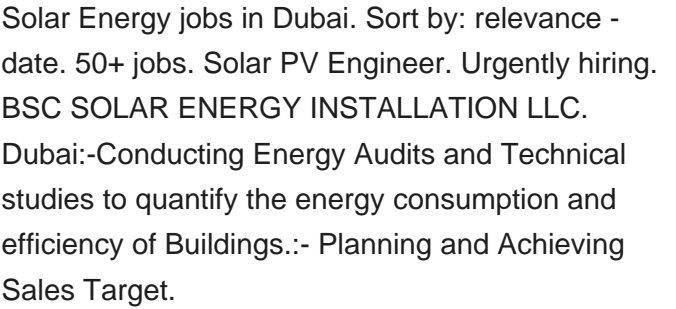 Solar Energy jobs in Dubai. Sort by: relevance -
date. 50+ jobs. Solar PV Engineer. Urgently hiring.
BSC SOLAR ENERGY INSTALLATION LLC.
Dubai:-Conducting Energy Audits and Technical
studies to quantify the energy consumption and
efficiency of Buildings.:- Planning and Achieving
Sales Target.